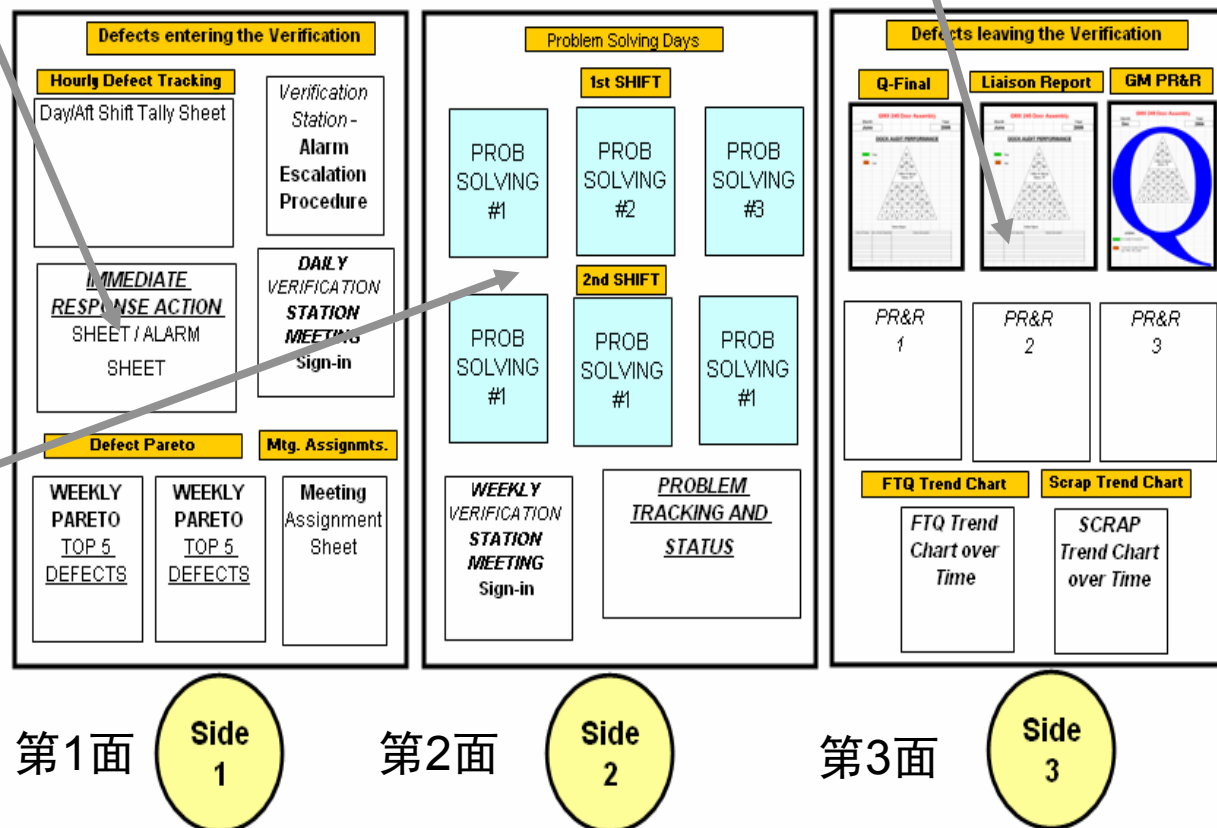 Defects entering the Verification
Hourly Defect Tracking
Day/Aft Shift Tally Sheet
Verification
Station -
Alarm
Escalation
Procedure
IMMEDIATE
RESPONSE ACTION
SHEET / ALARM
SHEET
DAILY
VERIFICATION
STATION
MEETING
Sign-in
Defect Pareto
Mtg. Assignmts.
WEEKLY
PARETO
TOP 5
DEFECTS
WEEKLY
PARETO
TOP 5
DEFECTS
Meeting
Assignment
Sheet
第1面
Side
1
Problem Solving Days
1st SHIFT
PROB
SOLVING
#1
PROB
SOLVING
#2
PROB
SOLVING
#3
2nd SHIFT
PROB
SOLVING
#1
PROB
SOLVING
#1
PROB
SOLVING
#1
WEEKLY
VERIFICATION
STATION
MEETING
Sign-in
PROBLEM
TRACKING AND
STATUS
第2面
Side
2
Defects leaving the Verification
Q-Final
Liaison Report
GM PR&R
DOCK AUDIT PERFORMANCE
DOCK AUDIT PERFORMANCE
Q
PR&R
1
PR&R
2
PR&R
3
FTQ Trend Chart
Scrap Trend Chart
FTQ Trend
Chart over
Time
SCRAP
Trend Chart
over Time
第3面
Side
3